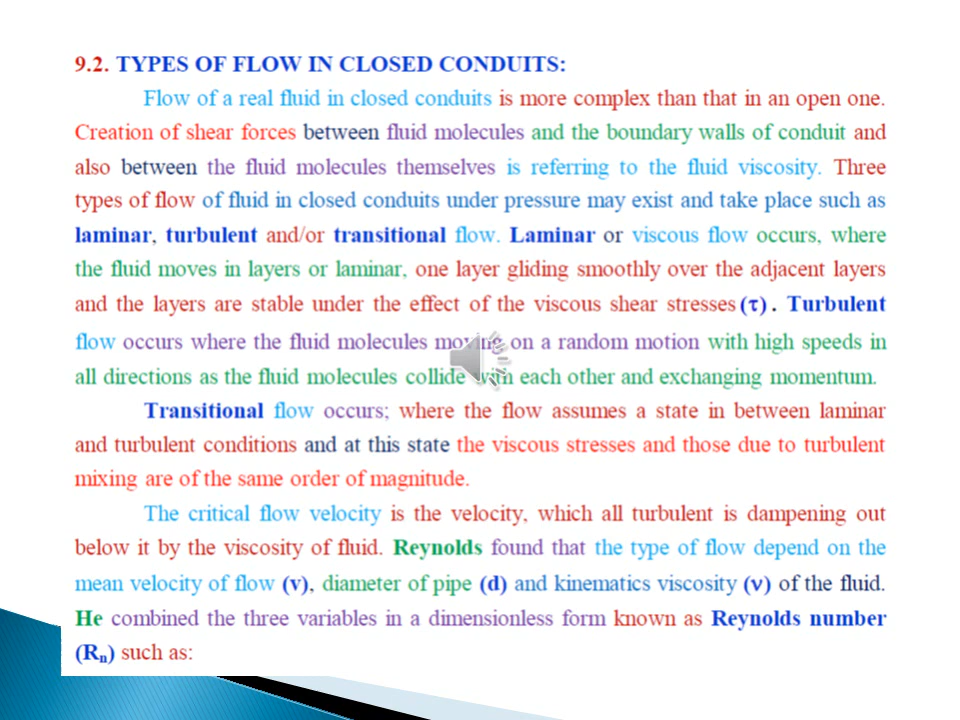 9.2. TYPES OF FLOW IN CLOSED CONDUITS:
Flow of a real fluid in closed conduits is more complex than that in an open one.
Creation of shear forces between fluid molecules and the boundary walls of conduit and
also between the fluid molecules themselves is referring to the fluid viscosity. Three
types of flow of fluid in closed conduits under pressure may exist and take place such as
laminar, turbulent and/or transitional flow. Laminar or viscous flow occurs, where
the fluid moves in layers or laminar, one layer gliding smoothly over the adjacent layers
and the layers are stable under the effect of the viscous shear stresses (τ). Turbulent
flow occurs where the fluid molecules moving on a random motion with high speeds in
all directions as the fluid molecules collide with each other and exchanging momentum.
Transitional flow occurs; where the flow assumes a state in between laminar
and turbulent conditions and at this state the viscous stresses and those due to turbulent
mixing are of the same order of magnitude.
The critical flow velocity is the velocity, which all turbulent is dampening out
below it by the viscosity of fluid. Reynolds found that the type of flow depend on the
mean velocity of flow (v), diameter of pipe (d) and kinematics viscosity (ν) of the fluid.
He combined the three variables in a dimensionless form known as Reynolds number
(Rₙ) such as: